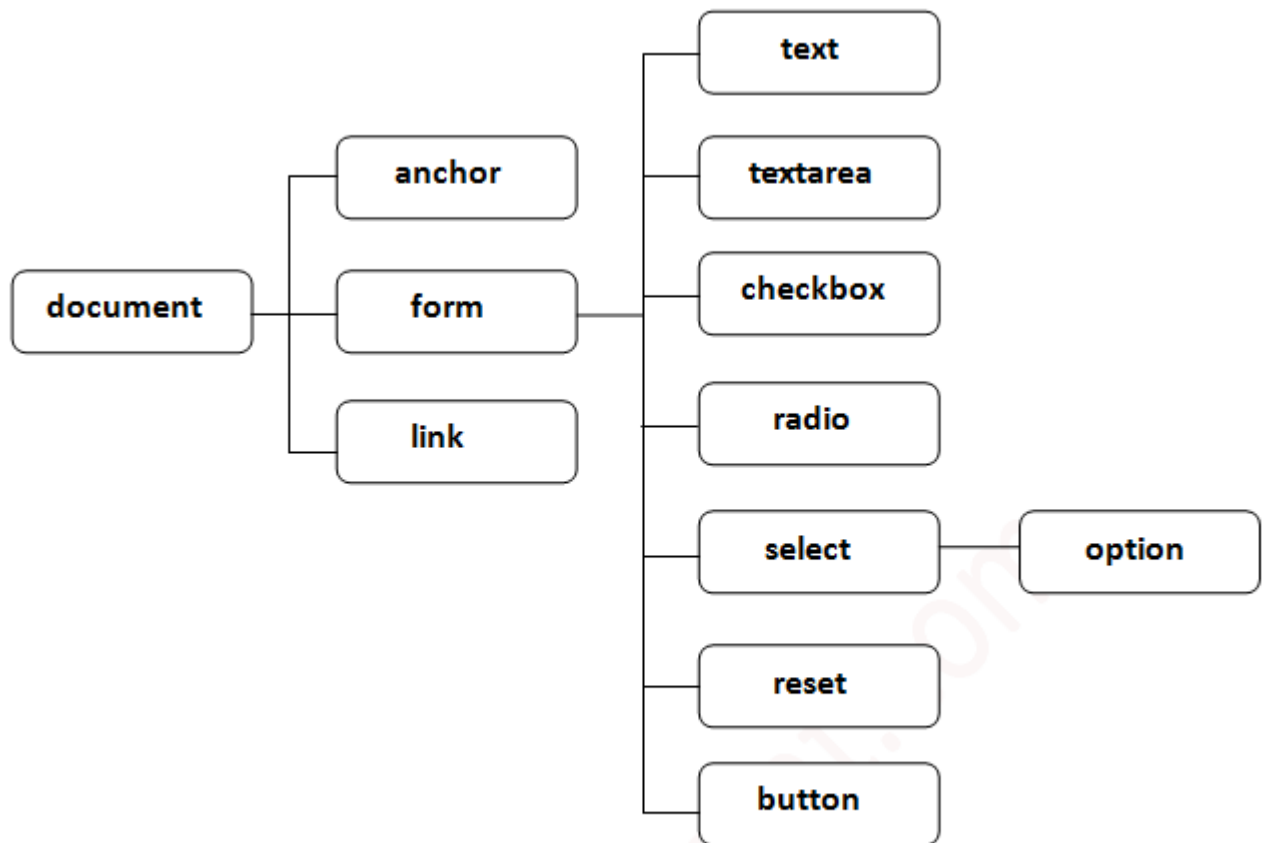 text
anchor
textarea
document
form
checkbox
link
radio
select
option
reset
button